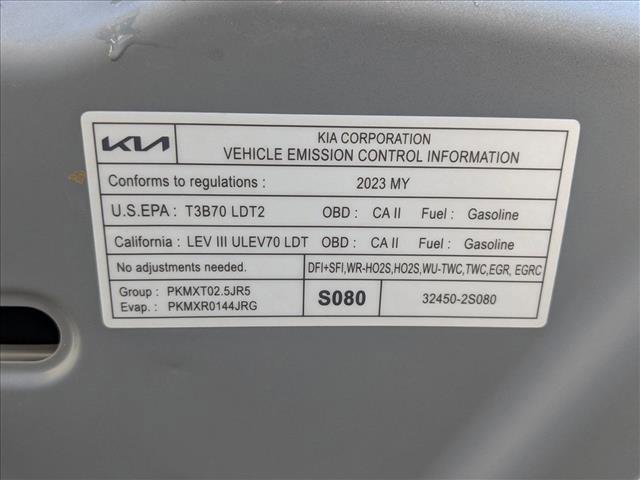 KIA
KIA CORPORATION
VEHICLE EMISSION CONTROL INFORMATION
Conforms to regulations : 2023 MY
U.S.EPA : T3B70 LDT2 OBD : CA II Fuel : Gasoline
California : LEV III ULEV70 LDT OBD : CA II Fuel : Gasoline
No adjustments needed. DFI+SFI,WR-HO2S,HO2S,WU-TWC,TWC,EGR, EGRC
Group : PKMXT02.5JR5
Evap. : PKMXR0144JRG
S080
32450-2S080